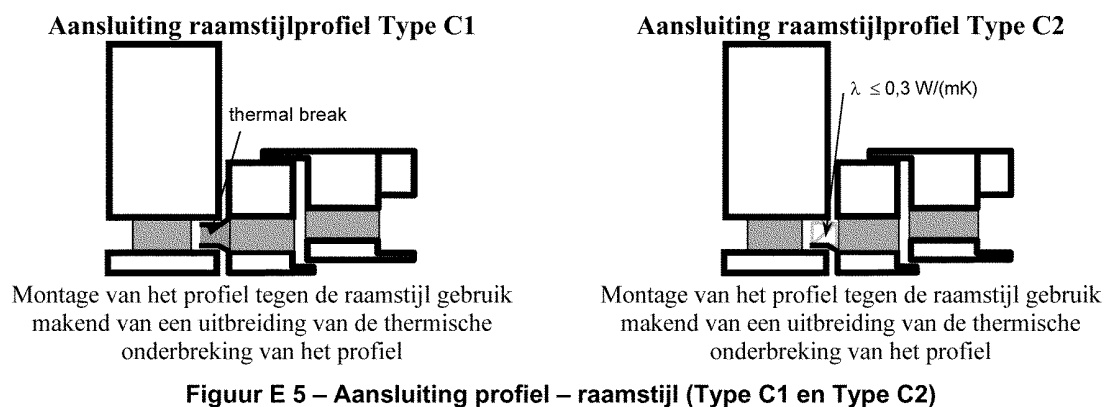 Aansluiting raamstijlprofiel Type C1
thermal break
Montage van het profiel tegen de raamstijl gebruik
makend van een uitbreiding van de thermische
onderbreking van het profiel
Aansluiting raamstijlprofiel Type C2
λ ≤ 0,3 W/(mK)
Montage van het profiel tegen de raamstijl gebruik
makend van een uitbreiding van de thermische
onderbreking van het profiel
Figuur E 5 – Aansluiting profiel – raamstijl (Type C1 en Type C2)